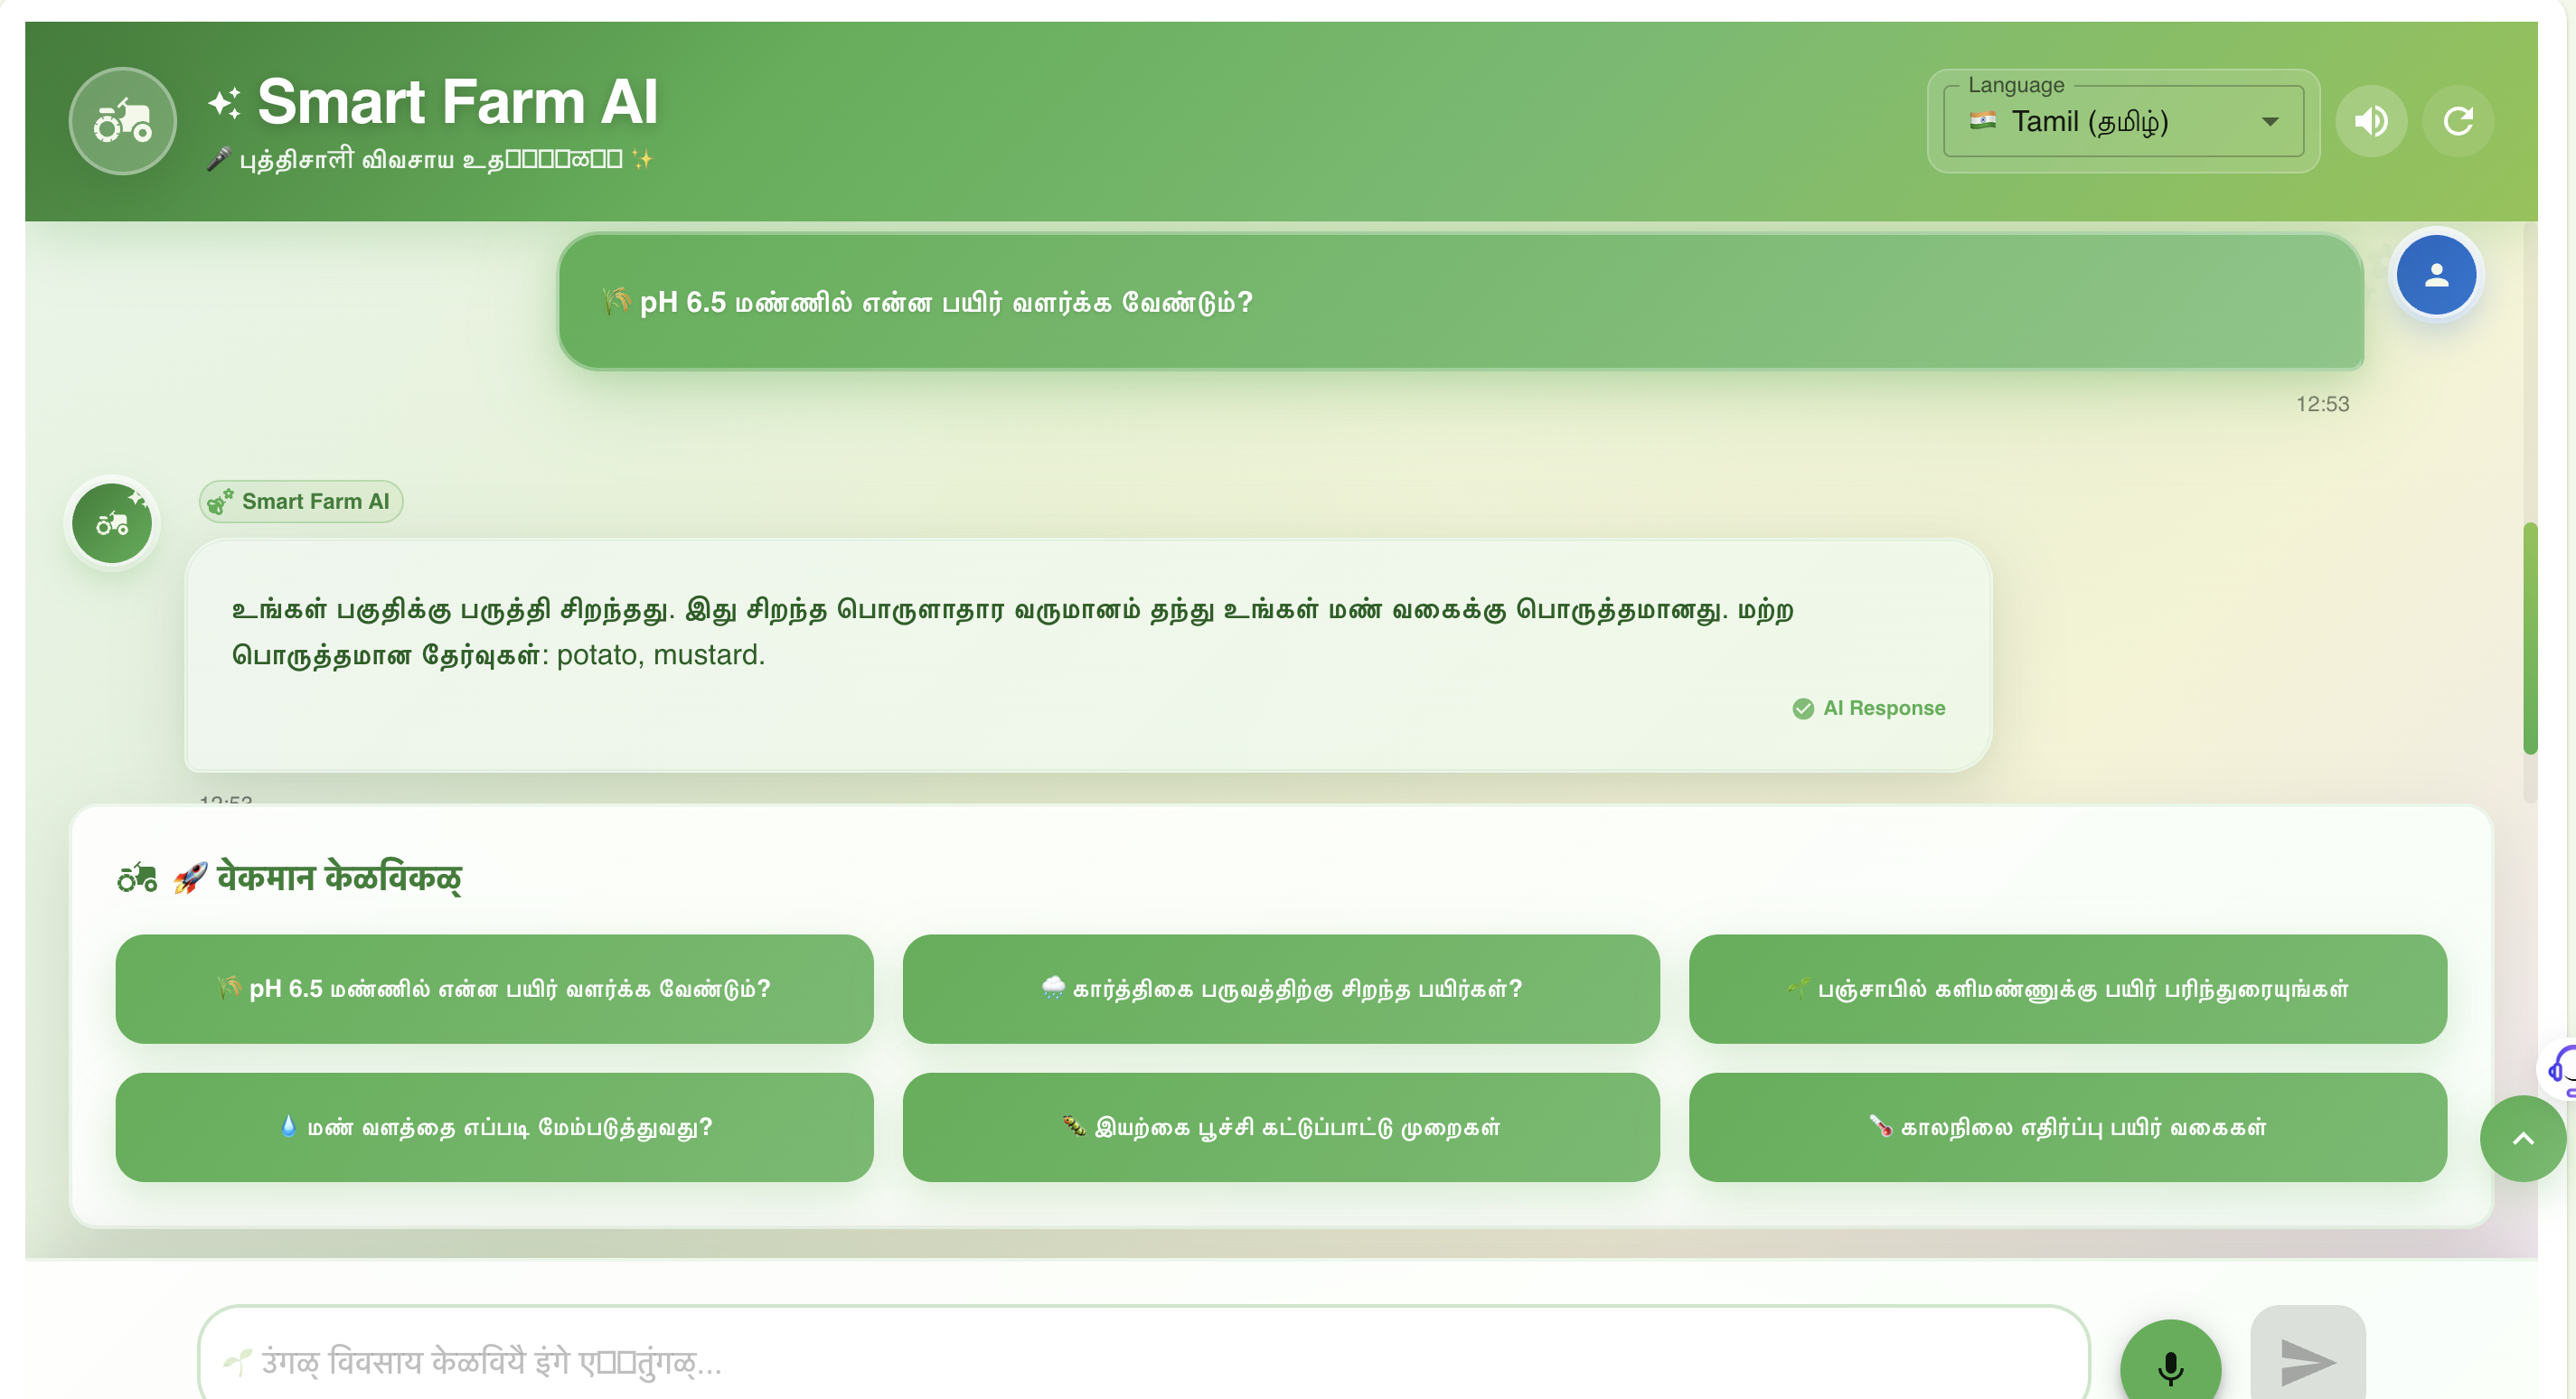 Smart Farm AI
புத்திசாली விவசாய
Language
Tamil (தமிழ்)
pH 6.5 மண்ணில் என்ன பயிர் வளர்க்க வேண்டும்?
12:53
Smart Farm AI
உங்கள் பகுதிக்கு பருத்தி சிறந்தது. இது சிறந்த பொருளாதார வருமானம் தந்து உங்கள் மண் வகைக்கு பொருத்தமானது. மற்ற
பொருத்தமான தேர்வுகள்: potato, mustard.
AI Response
12:53
वेकमान केळविकळ्
pH 6.5 மண்ணில் என்ன பயிர் வளர்க்க வேண்டும்?
கார்த்திகை பருவத்திற்கு சிறந்த பயிர்கள்?
பஞ்சாபில் களிமண்ணுக்கு பயிர் பரிந்துரையுங்கள்
மண் வளத்தை எப்படி மேம்படுத்துவது?
இயற்கை பூச்சி கட்டுப்பாட்டு முறைகள்
காலநிலை எதிர்ப்பு பயிர் வகைகள்
उंगळ् विवसाय केळवियै इंगे